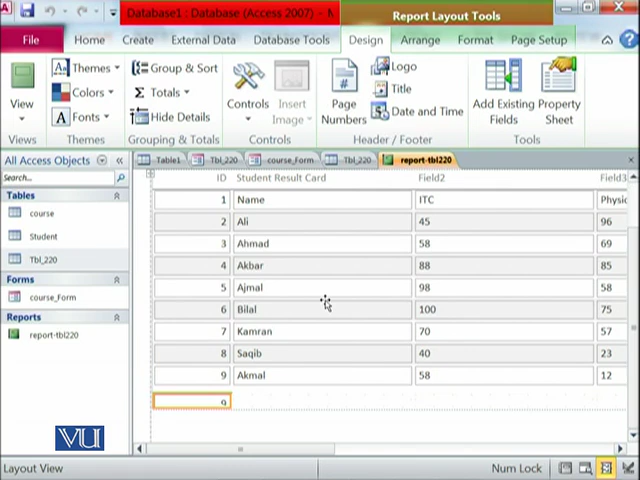 Database1 : Database (Access 2007) -
Report Layout Tools
File Home Create External Data Database Tools Design Arrange Format Page Setup
View
Views
Themes
Colors
Fonts
Themes
Group & Sort
Totals
Hide Details
Grouping & Totals
Controls
Insert Image
Controls
Page Numbers
Logo
Title
Date and Time
Header / Footer
Add Existing Fields
Property Sheet
Tools
All Access Objects
Search...
Tables
course
Student
Tbl_220
Forms
course_Form
Reports
report-tbl220
Table1 Tbl_220 course_Form Tbl_220 report-tbl220
ID Student Result Card Field2 Field3
1 Name ITC Physic
2 Ali 45 96
3 Ahmad 58 69
4 Akbar 88 85
5 Ajmal 98 58
6 Bilal 100 75
7 Kamran 70 57
8 Saqib 40 23
9 Akmal 58 12
9
VU
Layout View
Num Lock